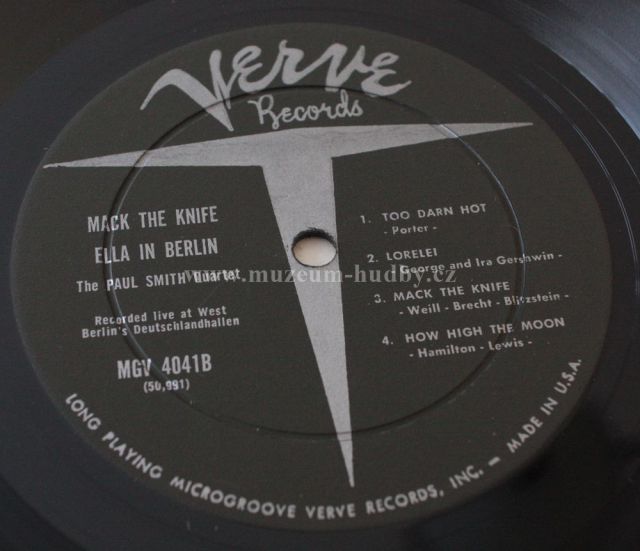 Verve
Records
MACK THE KNIFE
ELLA IN BERLIN
The PAUL SMITH Quartet
Recorded live at West
Berlin's Deutschlandhallen
MGV 4041B
(50,991)
1. TOO DARN HOT
- Porter -
2. LORELEI
- George and Ira Gershwin -
3. MACK THE KNIFE
- Weill - Brecht - Blitzstein -
4. HOW HIGH THE MOON
- Hamilton - Lewis -
www.muzeum-hudby.cz
LONG PLAYING MICROGROOVE VERVE RECORDS, INC. — MADE IN U.S.A.